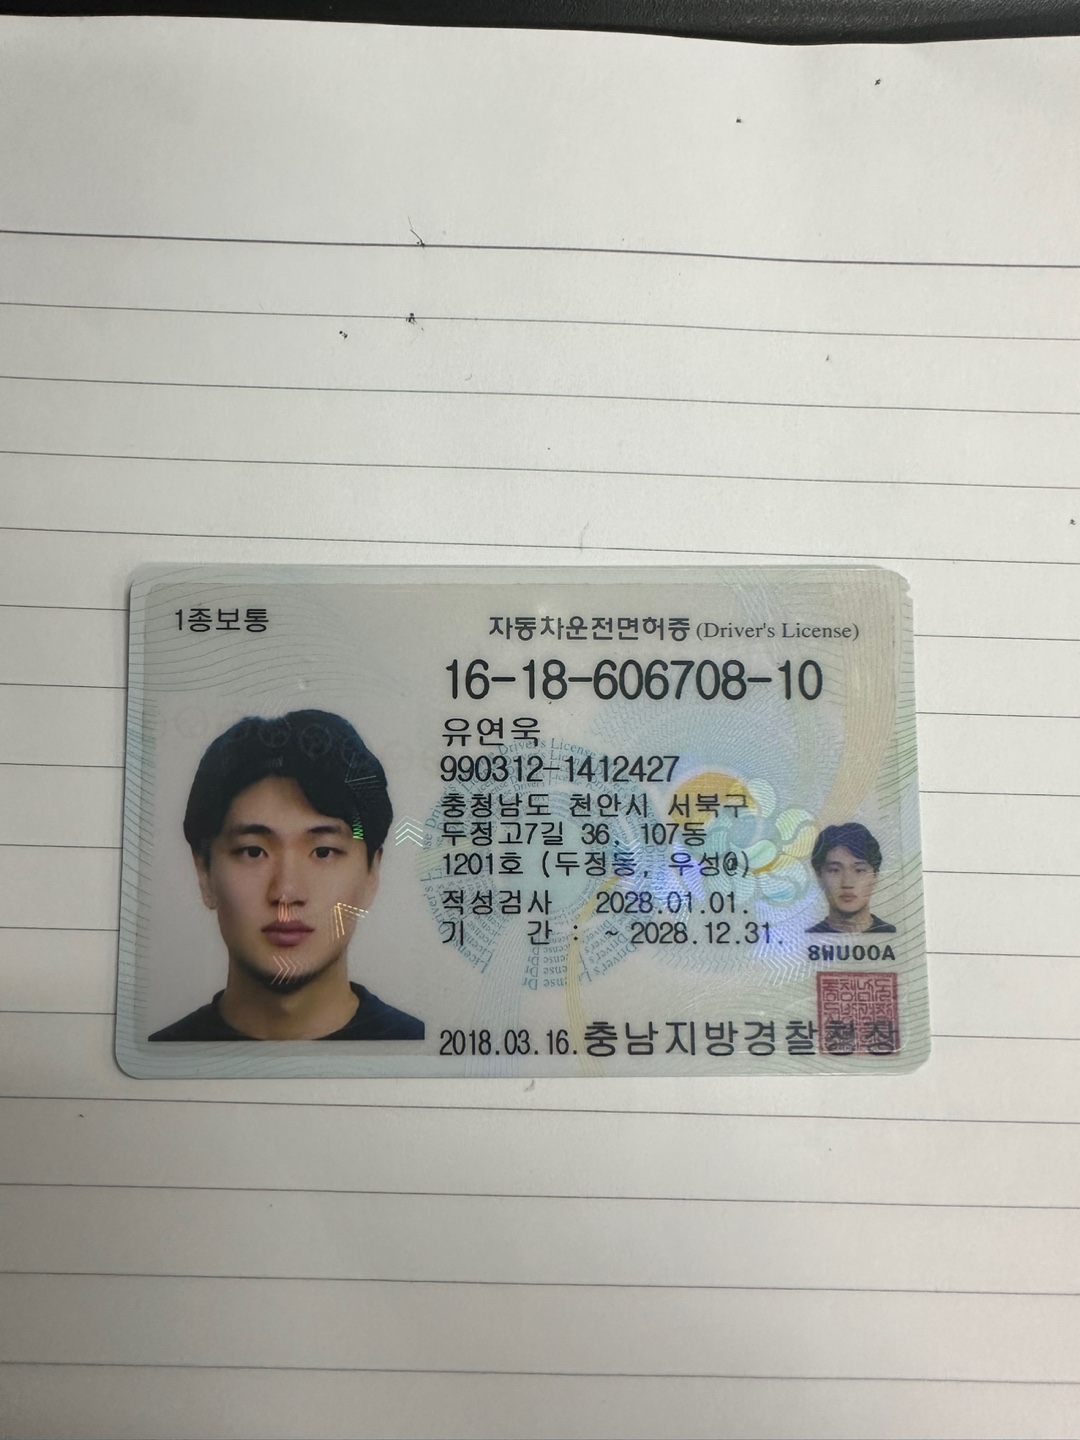 1종보통
자동차운전면허증 (Driver's License)
16-18-606708-10
유연욱
990312-1412427
충청남도 천안시 서북구
두정고7길 36. 107동
1201호 (두정동, 우성@)
적성검사 2028.01.01.
기 간 : ~ 2028.12.31.
8WU00A
2018.03.16. 충남지방경찰청장